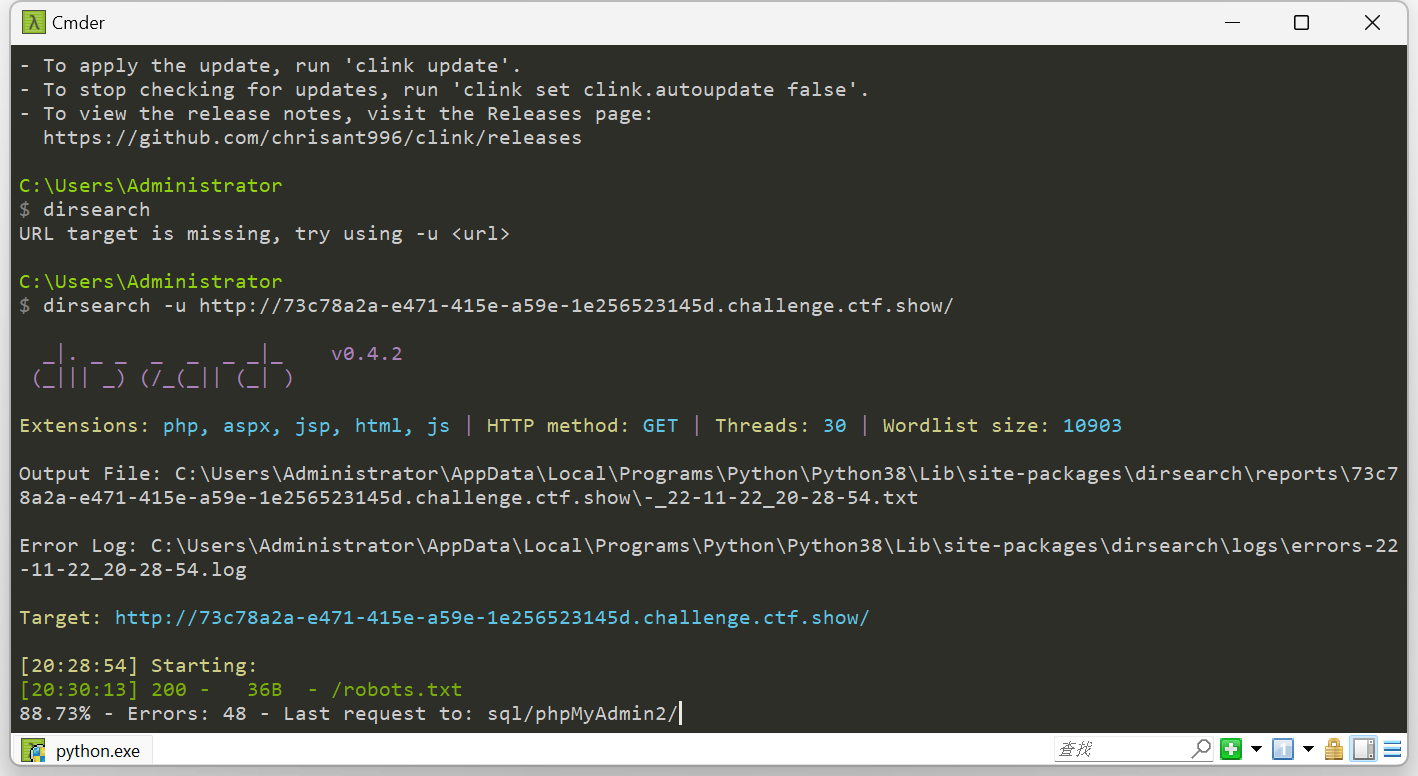 Cmder
- To apply the update, run 'clink update'.
- To stop checking for updates, run 'clink set clink.autoupdate false'.
- To view the release notes, visit the Releases page:
  https://github.com/chrisant996/clink/releases
C:\Users\Administrator
$ dirsearch
URL target is missing, try using -u <url>
C:\Users\Administrator
$ dirsearch -u http://73c78a2a-e471-415e-a59e-1e256523145d.challenge.ctf.show/
  _|. _ _  _  _  _ _|_    v0.4.2
 (_||| _) (/_(_|| (_| )
Extensions: php, aspx, jsp, html, js | HTTP method: GET | Threads: 30 | Wordlist size: 10903
Output File: C:\Users\Administrator\AppData\Local\Programs\Python\Python38\Lib\site-packages\dirsearch\reports\73c7
8a2a-e471-415e-a59e-1e256523145d.challenge.ctf.show\-_22-11-22_20-28-54.txt
Error Log: C:\Users\Administrator\AppData\Local\Programs\Python\Python38\Lib\site-packages\dirsearch\logs\errors-22
-11-22_20-28-54.log
Target: http://73c78a2a-e471-415e-a59e-1e256523145d.challenge.ctf.show/
[20:28:54] Starting:
[20:30:13] 200 -   36B  - /robots.txt
88.73% - Errors: 48 - Last request to: sql/phpMyAdmin2/
python.exe
查找
1